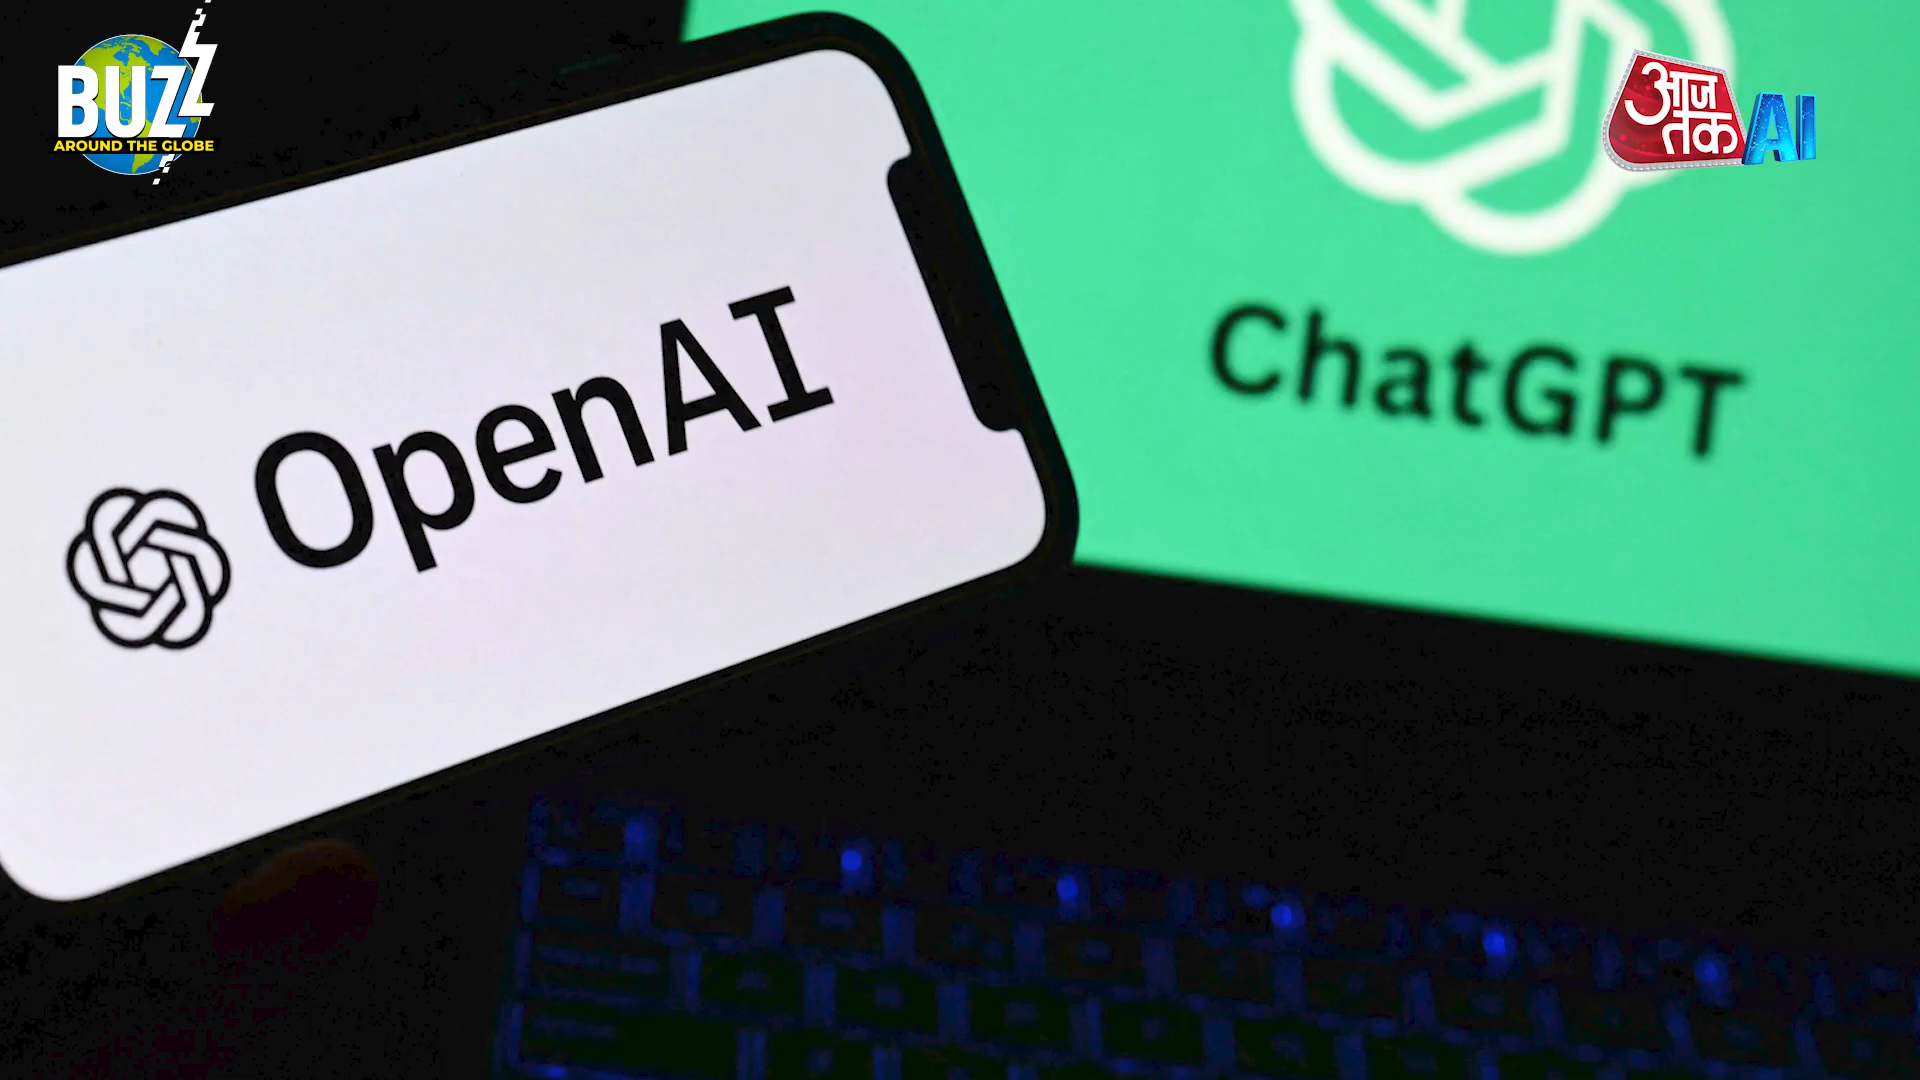 BUZZ
AROUND THE GLOBE
आज
तक AI
OpenAI
ChatGPT